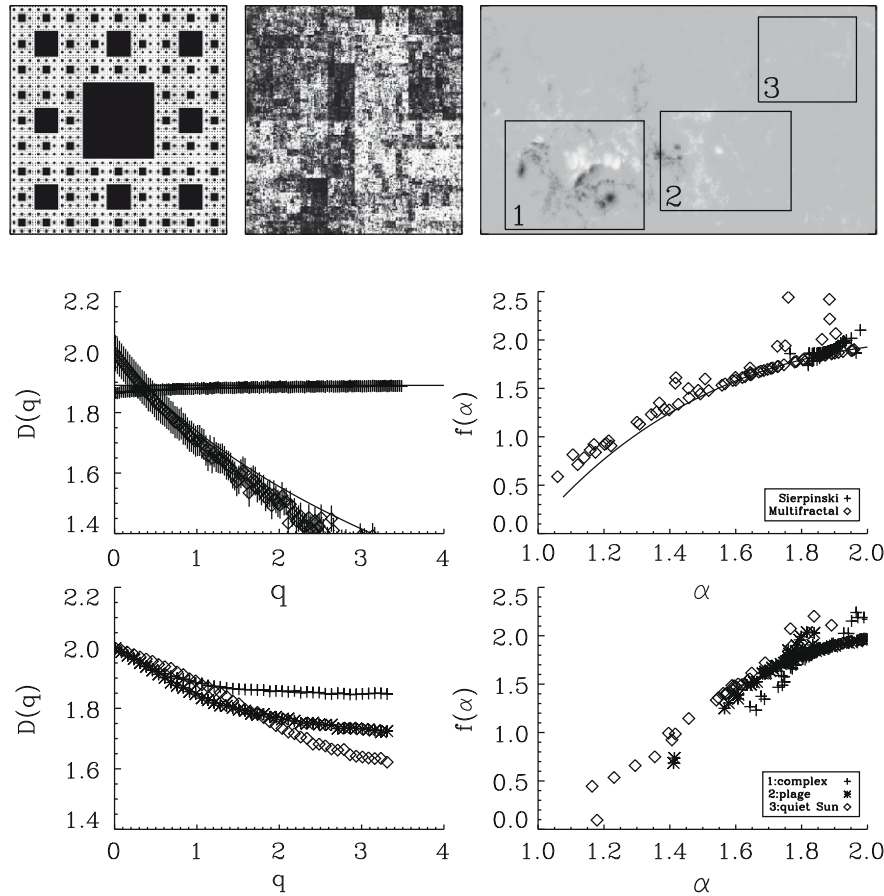 3
1
2
2.2
2.0
1.8
1.6
1.4
D(q)
0 1 2 3 4
q
2.5
2.0
1.5
1.0
0.5
0.0
f(α)
Sierpinski +
Multifractal ◇
1.0 1.2 1.4 1.6 1.8 2.0
α
2.2
2.0
1.8
1.6
1.4
D(q)
0 1 2 3 4
q
2.5
2.0
1.5
1.0
0.5
0.0
f(α)
1:complex +
2:plage ✳
3:quiet Sun ◇
1.0 1.2 1.4 1.6 1.8 2.0
α